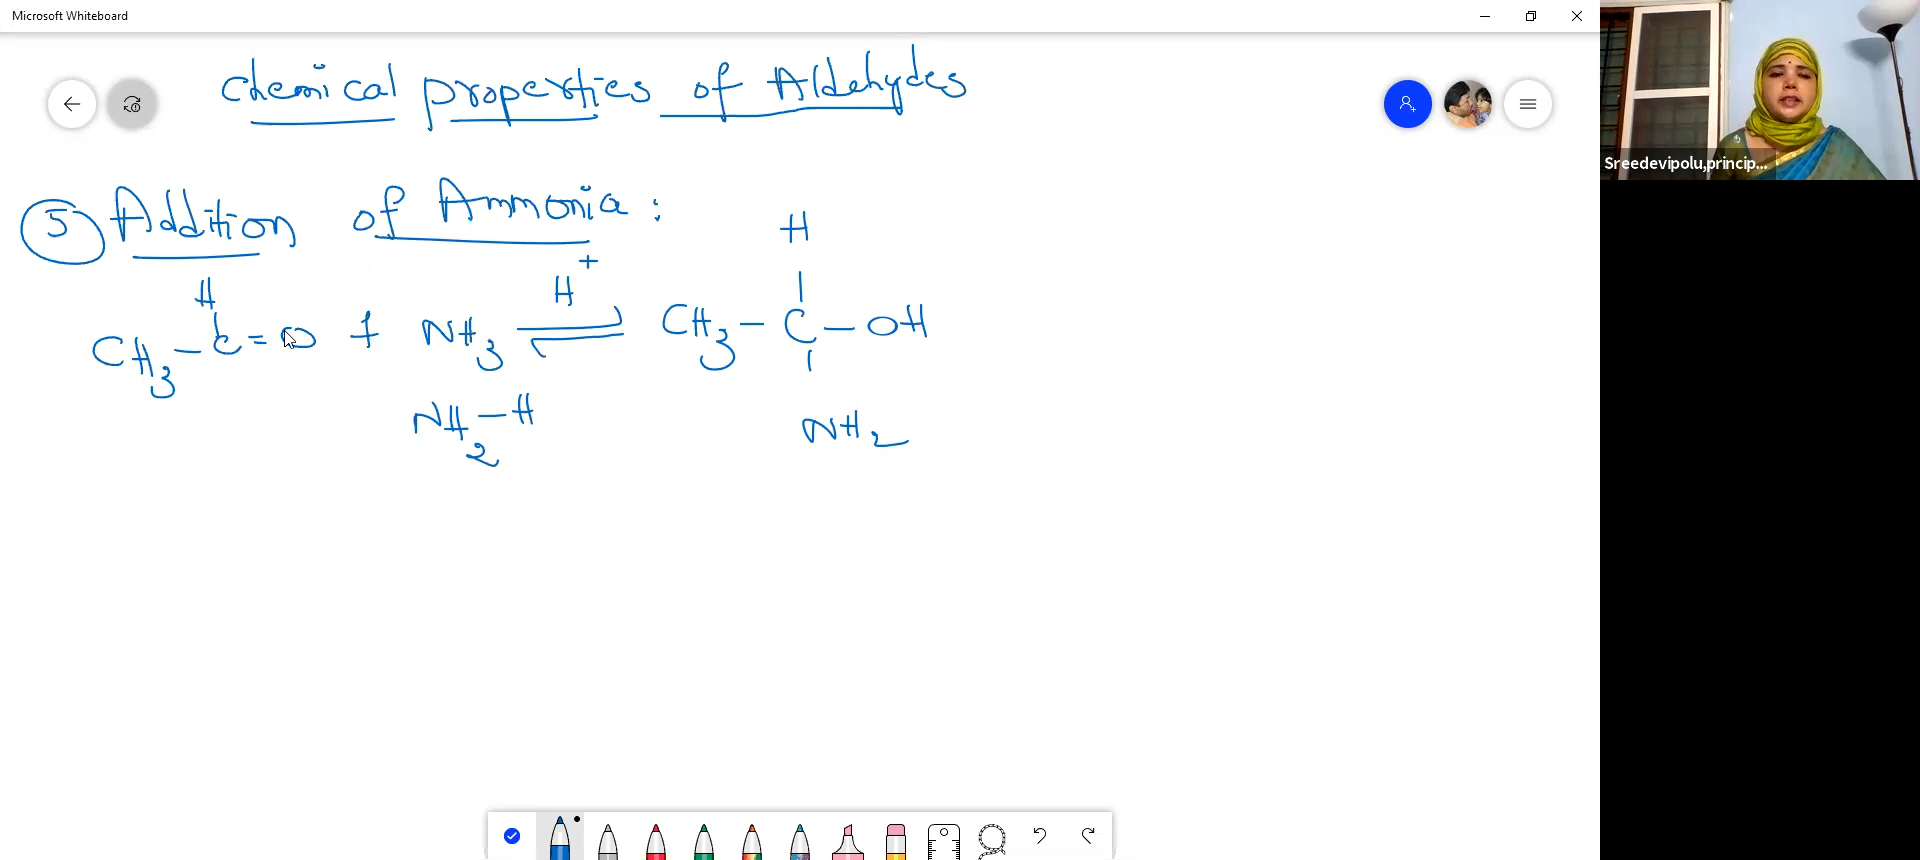 Microsoft Whiteboard
Chemical properties of Aldehydes
Sreedevipolu,princip...
5 Addition of Ammonia :
H
H
H+
CH3 - C = O + NH3 ⇌ CH3 - C - OH
NH2 - H
NH2